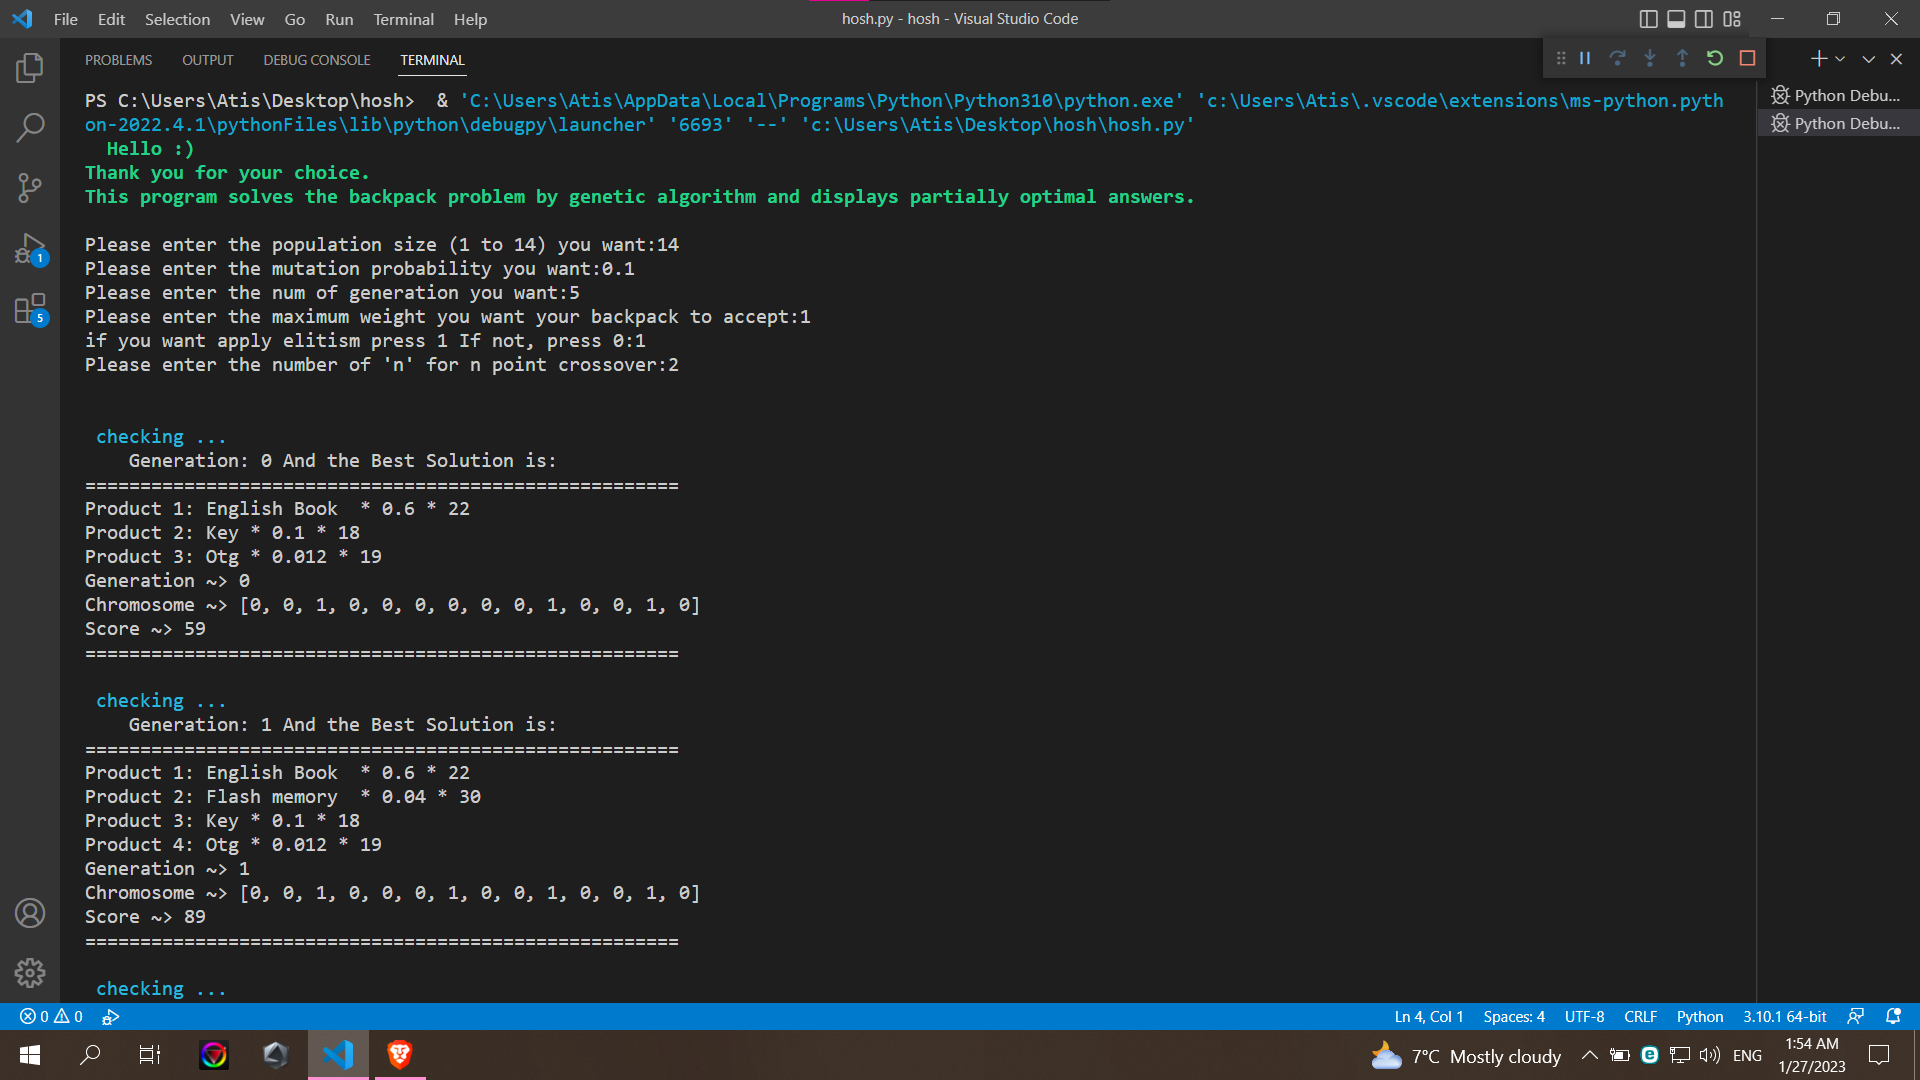 File Edit Selection View Go Run Terminal Help
hosh.py - hosh - Visual Studio Code
PROBLEMS OUTPUT DEBUG CONSOLE TERMINAL
PS C:\Users\Atis\Desktop\hosh>  & 'C:\Users\Atis\AppData\Local\Programs\Python\Python310\python.exe' 'c:\Users\Atis\.vscode\extensions\ms-python.pyth
on-2022.4.1\pythonFiles\lib\python\debugpy\launcher' '6693' '--' 'c:\Users\Atis\Desktop\hosh\hosh.py'
Hello :)
Thank you for your choice.
This program solves the backpack problem by genetic algorithm and displays partially optimal answers.
Please enter the population size (1 to 14) you want:14
Please enter the mutation probability you want:0.1
Please enter the num of generation you want:5
Please enter the maximum weight you want your backpack to accept:1
if you want apply elitism press 1 If not, press 0:1
Please enter the number of 'n' for n point crossover:2
checking ...
Generation: 0 And the Best Solution is:
======================================================
Product 1: English Book  * 0.6 * 22
Product 2: Key * 0.1 * 18
Product 3: Otg * 0.012 * 19
Generation ~> 0
Chromosome ~> [0, 0, 1, 0, 0, 0, 0, 0, 0, 1, 0, 0, 1, 0]
Score ~> 59
======================================================
checking ...
Generation: 1 And the Best Solution is:
======================================================
Product 1: English Book  * 0.6 * 22
Product 2: Flash memory  * 0.04 * 30
Product 3: Key * 0.1 * 18
Product 4: Otg * 0.012 * 19
Generation ~> 1
Chromosome ~> [0, 0, 1, 0, 0, 0, 1, 0, 0, 1, 0, 0, 1, 0]
Score ~> 89
======================================================
checking ...
Python Debu...
Python Debu...
1
5
0 0
Ln 4, Col 1 Spaces: 4 UTF-8 CRLF Python 3.10.1 64-bit
7°C Mostly cloudy
ENG
1:54 AM
1/27/2023